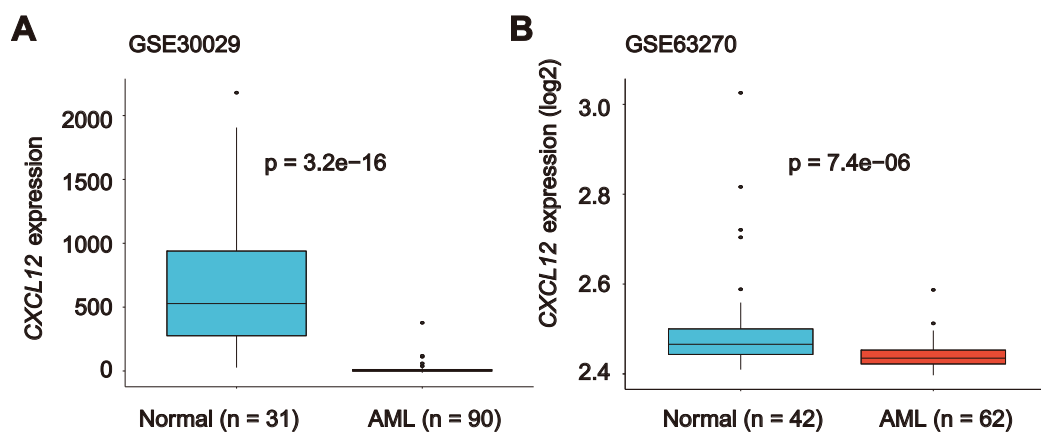 A
GSE30029
CXCL12 expression
2000
1500
1000
500
0
p = 3.2e−16
Normal (n = 31)
AML (n = 90)
B
GSE63270
CXCL12 expression (log2)
3.0
2.8
2.6
2.4
p = 7.4e−06
Normal (n = 42)
AML (n = 62)